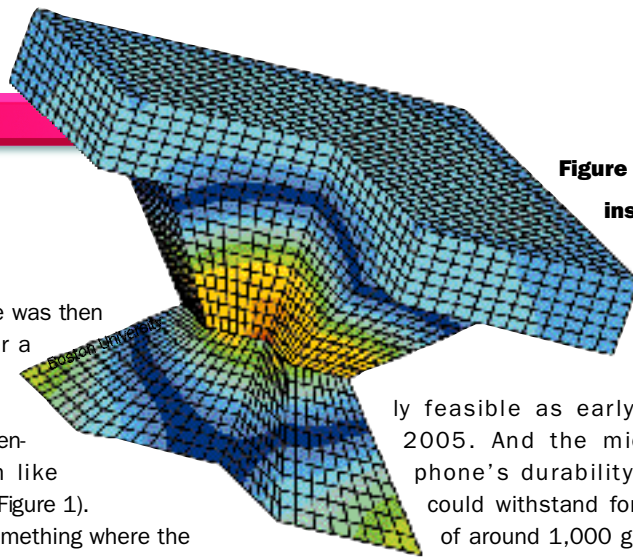 Figure
ins
e was then
r a
Boston University
en-
n like
Figure 1).
mething where the
ly feasible as early
2005. And the mi
phone's durability
could withstand for
of around 1,000 g